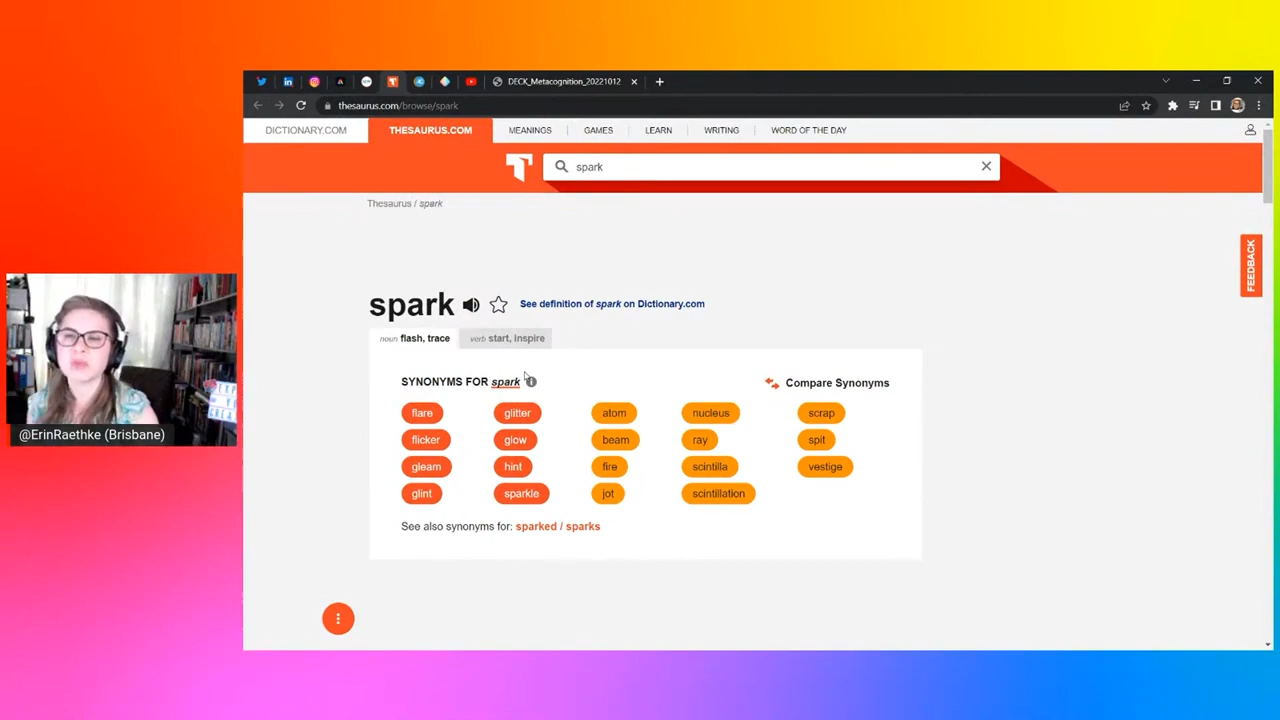 DECK_Metacognition_20221012
thesaurus.com/browse/spark
DICTIONARY.COM THESAURUS.COM MEANINGS GAMES LEARN WRITING WORD OF THE DAY
spark
Thesaurus / spark
FEEDBACK
spark See definition of spark on Dictionary.com
noun flash, trace verb start, inspire
SYNONYMS FOR spark Compare Synonyms
flare glitter atom nucleus scrap
flicker glow beam ray spit
gleam hint fire scintilla vestige
glint sparkle jot scintillation
See also synonyms for: sparked / sparks
@ErinRaethke (Brisbane)